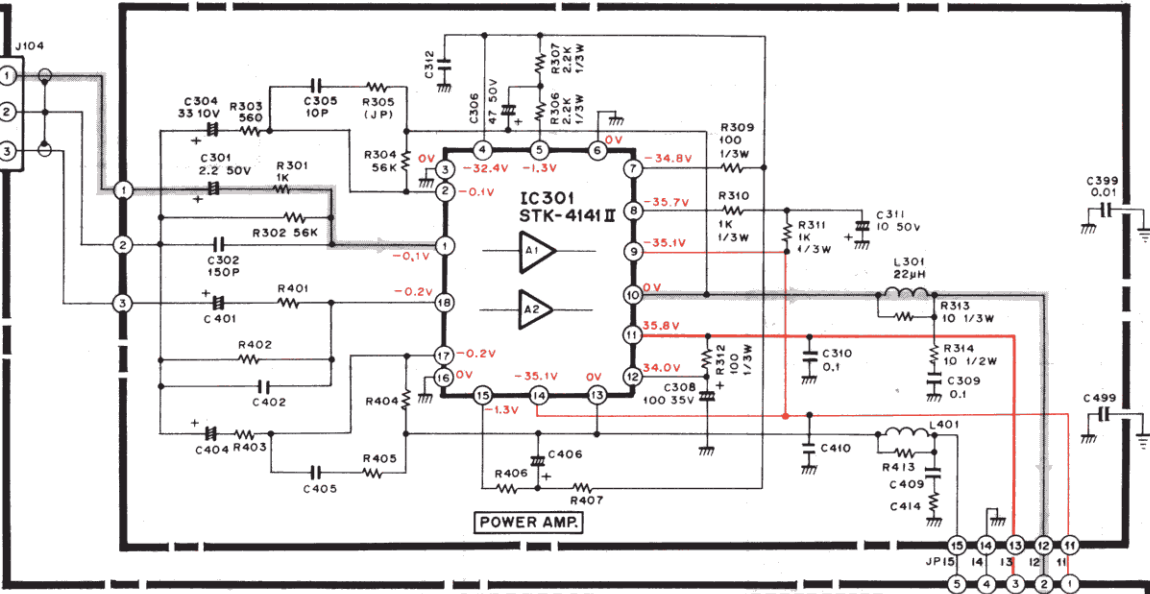 J104
1
2
3
C304
33 10V
+
R303
560
C305
10P
R305
(JP)
C301
2.2 50V
+
R301
1K
R304
56K
R302 56K
C302
150P
1
2
3
+
C401
R401
R402
C402
+
C404
R403
C405
R405
R404
C312
C306
47 50V
+
R307
2.2K
1/3W
R306
2.2K
1/3W
0V
3
4
-32.4V
5
-1.3V
6
0V
7
-34.8V
2
-0.1V
8
-35.7V
1
-0,1V
9
-35.1V
18
-0.2V
10
0V
17
-0.2V
11
35.8V
16
0V
12
34.0V
15
-1.3V
14
-35.1V
13
0V
IC301
STK-4141 II
A1
A2
R309
100
1/3W
R310
1K
1/3W
R311
1K
1/3W
C311
10 50V
+
R312
100
1/3W
+
C308
100 35V
C310
0.1
L301
22μH
R313
10 1/3W
R314
10 1/2W
C309
0.1
C399
0.01
C499
C406
+
R406
R407
C410
L401
R413
C409
C414
POWER AMP.
15
14
13
12
11
JP15
14
13
12
11
5
4
3
2
1